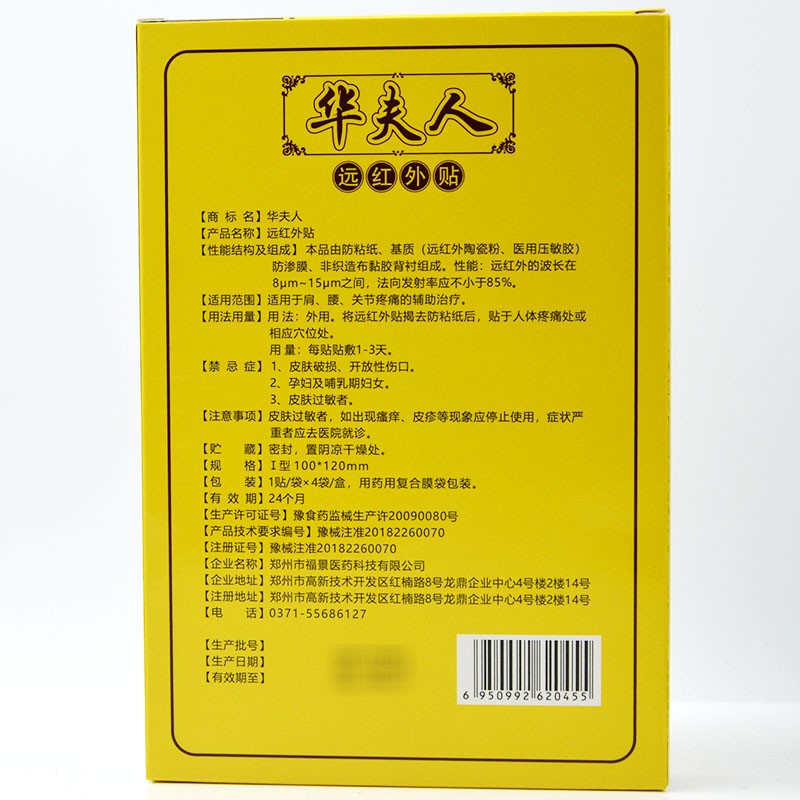 华夫人
远红外贴
【商标名】华夫人
【产品名称】远红外贴
【性能结构及组成】本品由防粘纸、基质（远红外陶瓷粉、医用压敏胶）
防渗膜、非织造布黏胶背衬组成。性能：远红外的波长在
8μm~15μm之间，法向发射率应不小于85%。
【适用范围】适用于肩、腰、关节疼痛的辅助治疗。
【用法用量】用法：外用。将远红外贴揭去防粘纸后，贴于人体疼痛处或
相应穴位处。
用量：每贴贴敷1-3天。
【禁忌症】1、皮肤破损、开放性伤口。
2、孕妇及哺乳期妇女。
3、皮肤过敏者。
【注意事项】皮肤过敏者，如出现瘙痒、皮疹等现象应停止使用，症状严
重者应去医院就诊。
【贮藏】密封，置阴凉干燥处。
【规格】I型100*120mm
【包装】1贴/袋×4袋/盒，用药用复合膜袋包装。
【有效期】24个月
【生产许可证号】豫食药监械生产许20090080号
【产品技术要求编号】豫械注准20182260070
【注册证号】豫械注准20182260070
【企业名称】郑州市福景医药科技有限公司
【企业地址】郑州市高新技术开发区红楠路8号龙鼎企业中心4号楼2楼14号
【注册地址】郑州市高新技术开发区红楠路8号龙鼎企业中心4号楼2楼14号
【电话】0371-55686127
【生产批号】
【生产日期】
【有效期至】
6 950992 620455